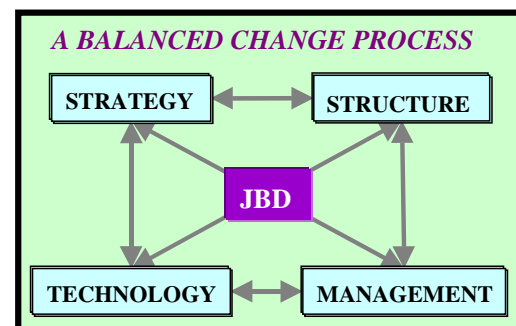 A BALANCED CHANGE PROCESS
STRATEGY
STRUCTURE
JBD
TECHNOLOGY
MANAGEMENT